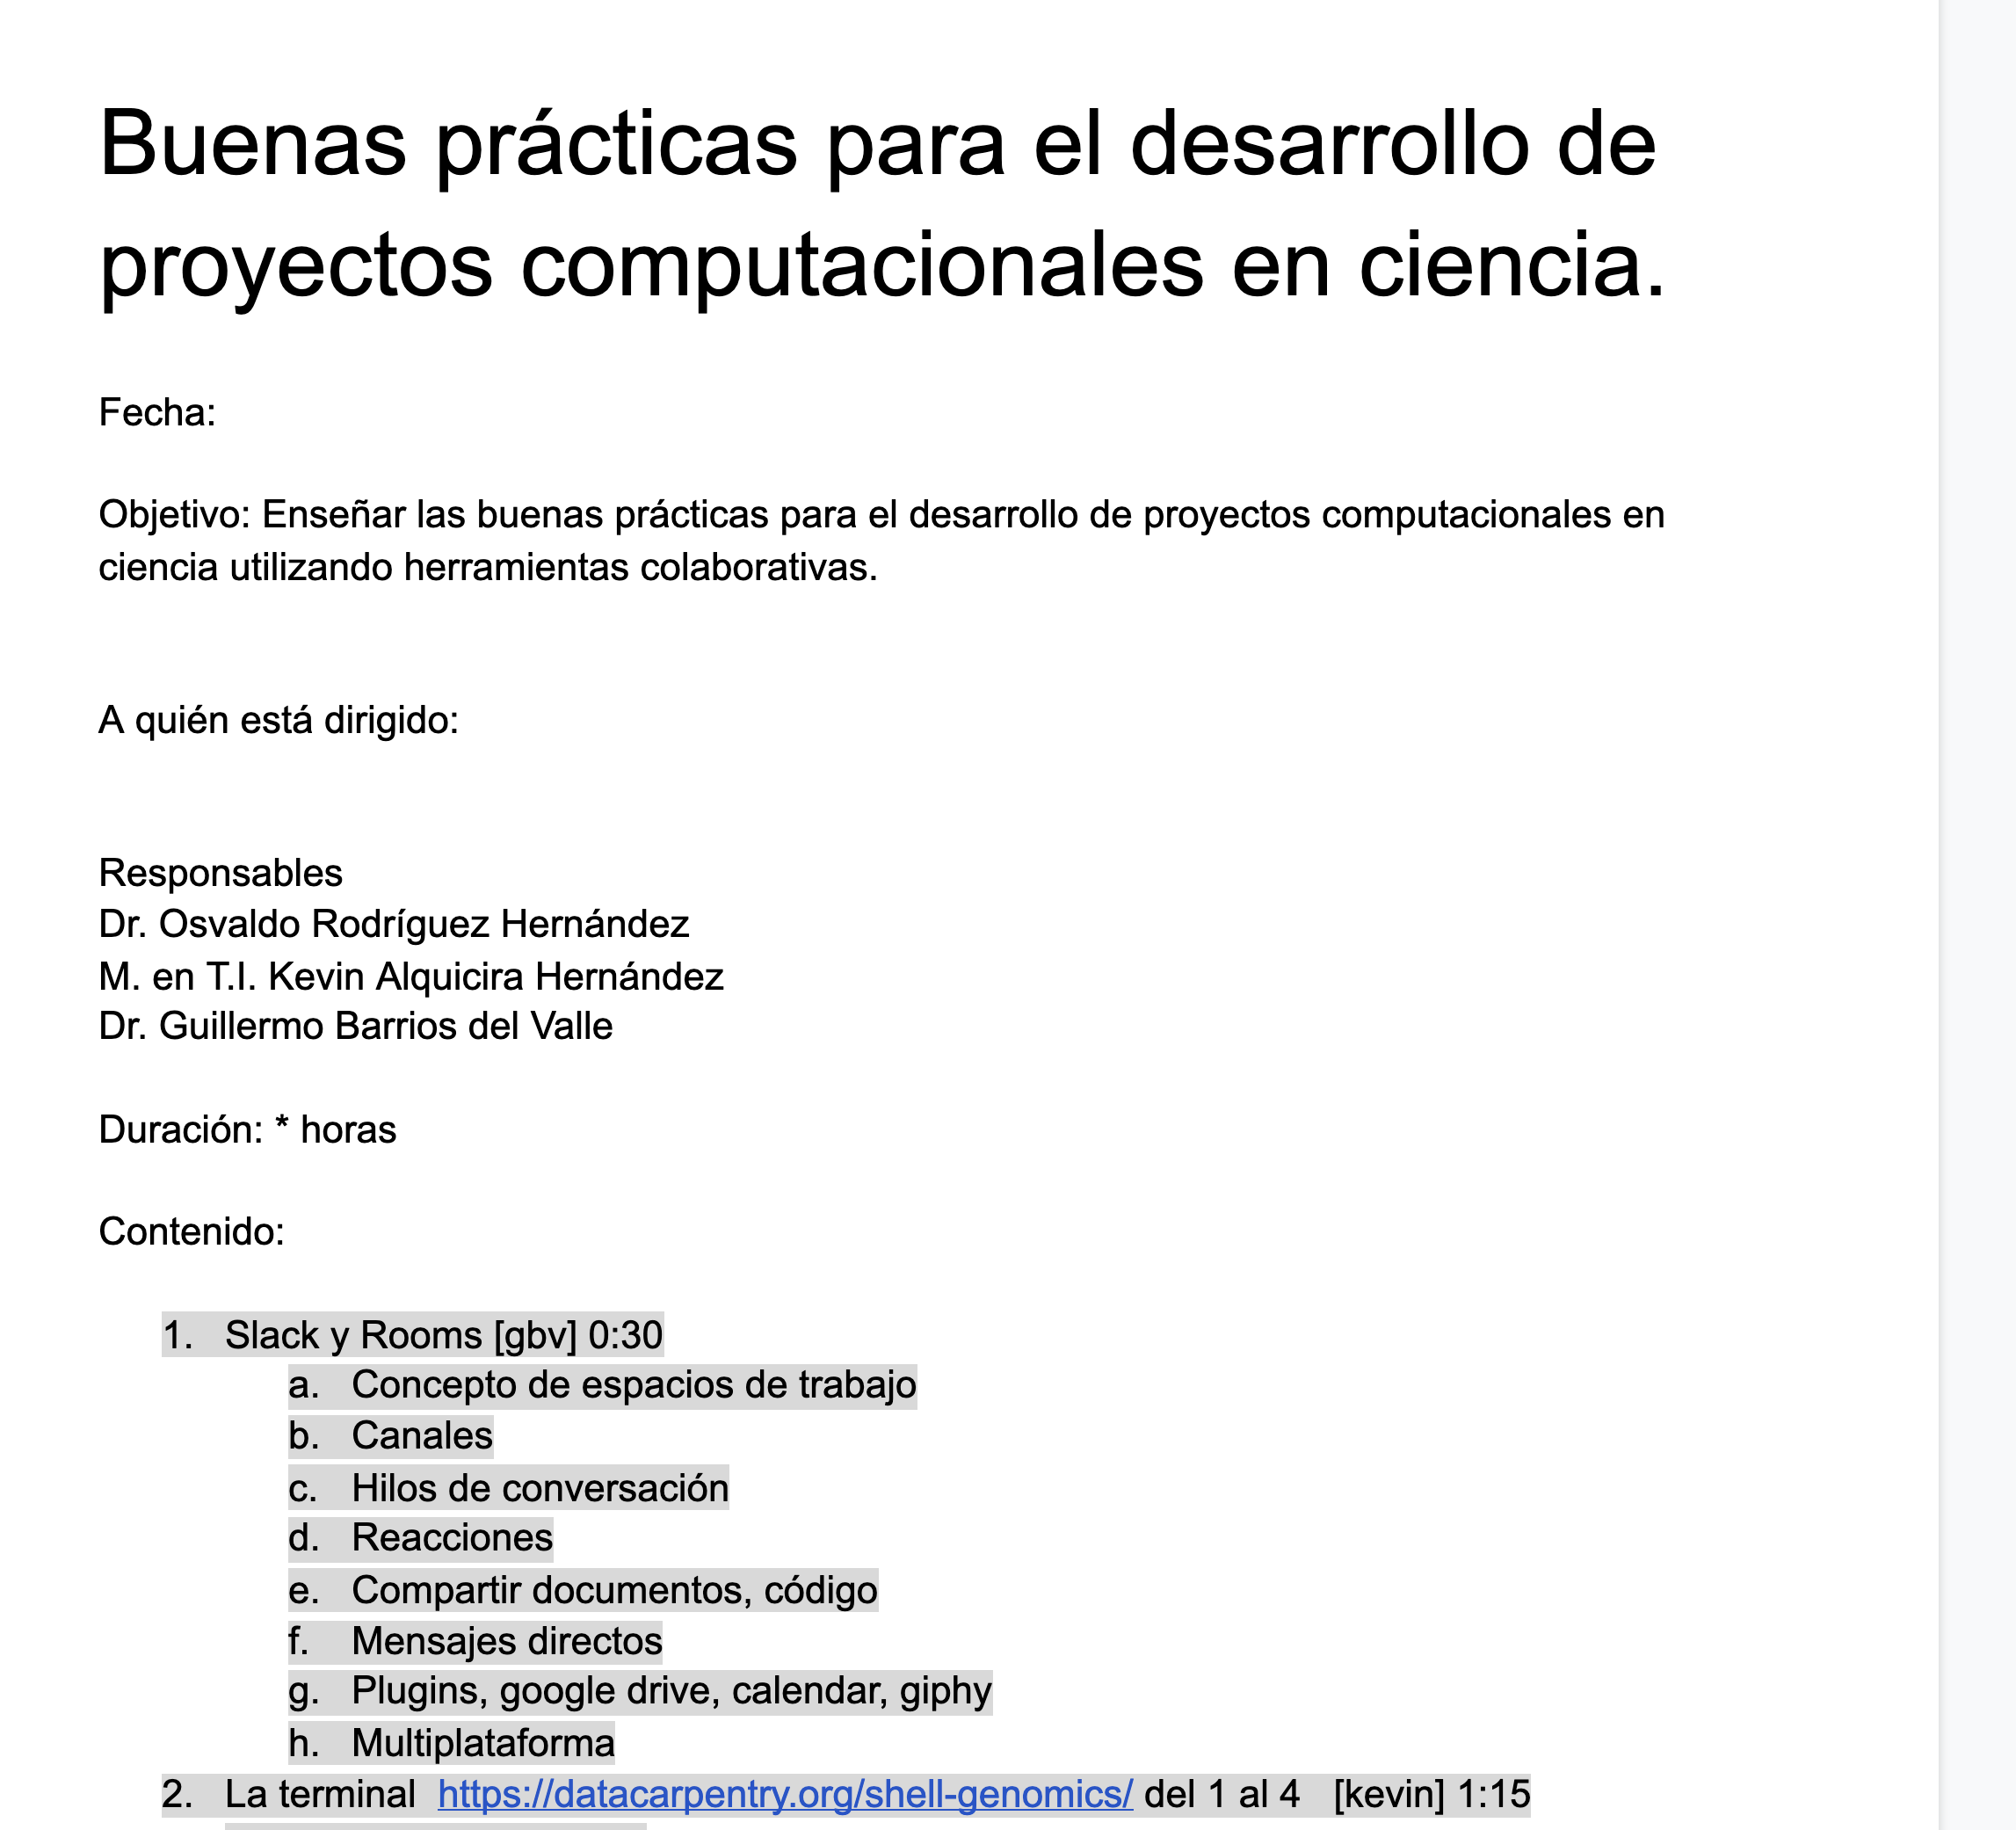 Buenas prácticas para el desarrollo de
proyectos computacionales en ciencia.
Fecha:
Objetivo: Enseñar las buenas prácticas para el desarrollo de proyectos computacionales en
ciencia utilizando herramientas colaborativas.
A quién está dirigido:
Responsables
Dr. Osvaldo Rodríguez Hernández
M. en T.I. Kevin Alquicira Hernández
Dr. Guillermo Barrios del Valle
Duración: * horas
Contenido:
1. Slack y Rooms [gbv] 0:30
a. Concepto de espacios de trabajo
b. Canales
c. Hilos de conversación
d. Reacciones
e. Compartir documentos, código
f. Mensajes directos
g. Plugins, google drive, calendar, giphy
h. Multiplataforma
2. La terminal https://datacarpentry.org/shell-genomics/ del 1 al 4 [kevin] 1:15